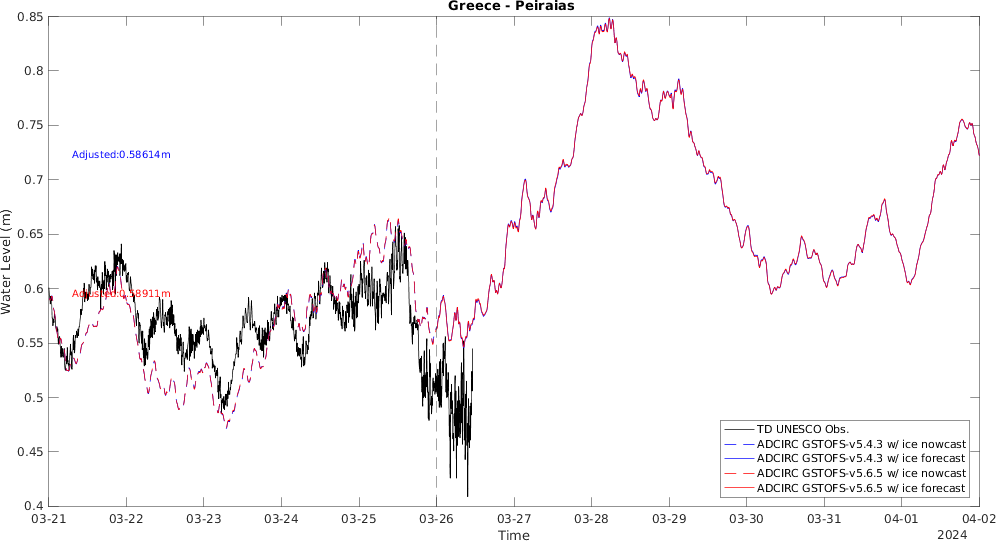 Greece - Peiraias
0.85
0.8
0.75
0.7
0.65
0.6
0.55
0.5
0.45
0.4
Water Level (m)
Adjusted:0.58614m
Adjusted:0.58911m
TD UNESCO Obs.
ADCIRC GSTOFS-v5.4.3 w/ ice nowcast
ADCIRC GSTOFS-v5.4.3 w/ ice forecast
ADCIRC GSTOFS-v5.6.5 w/ ice nowcast
ADCIRC GSTOFS-v5.6.5 w/ ice forecast
03-21 03-22 03-23 03-24 03-25 03-26 03-27 03-28 03-29 03-30 03-31 04-01 04-02
Time
2024